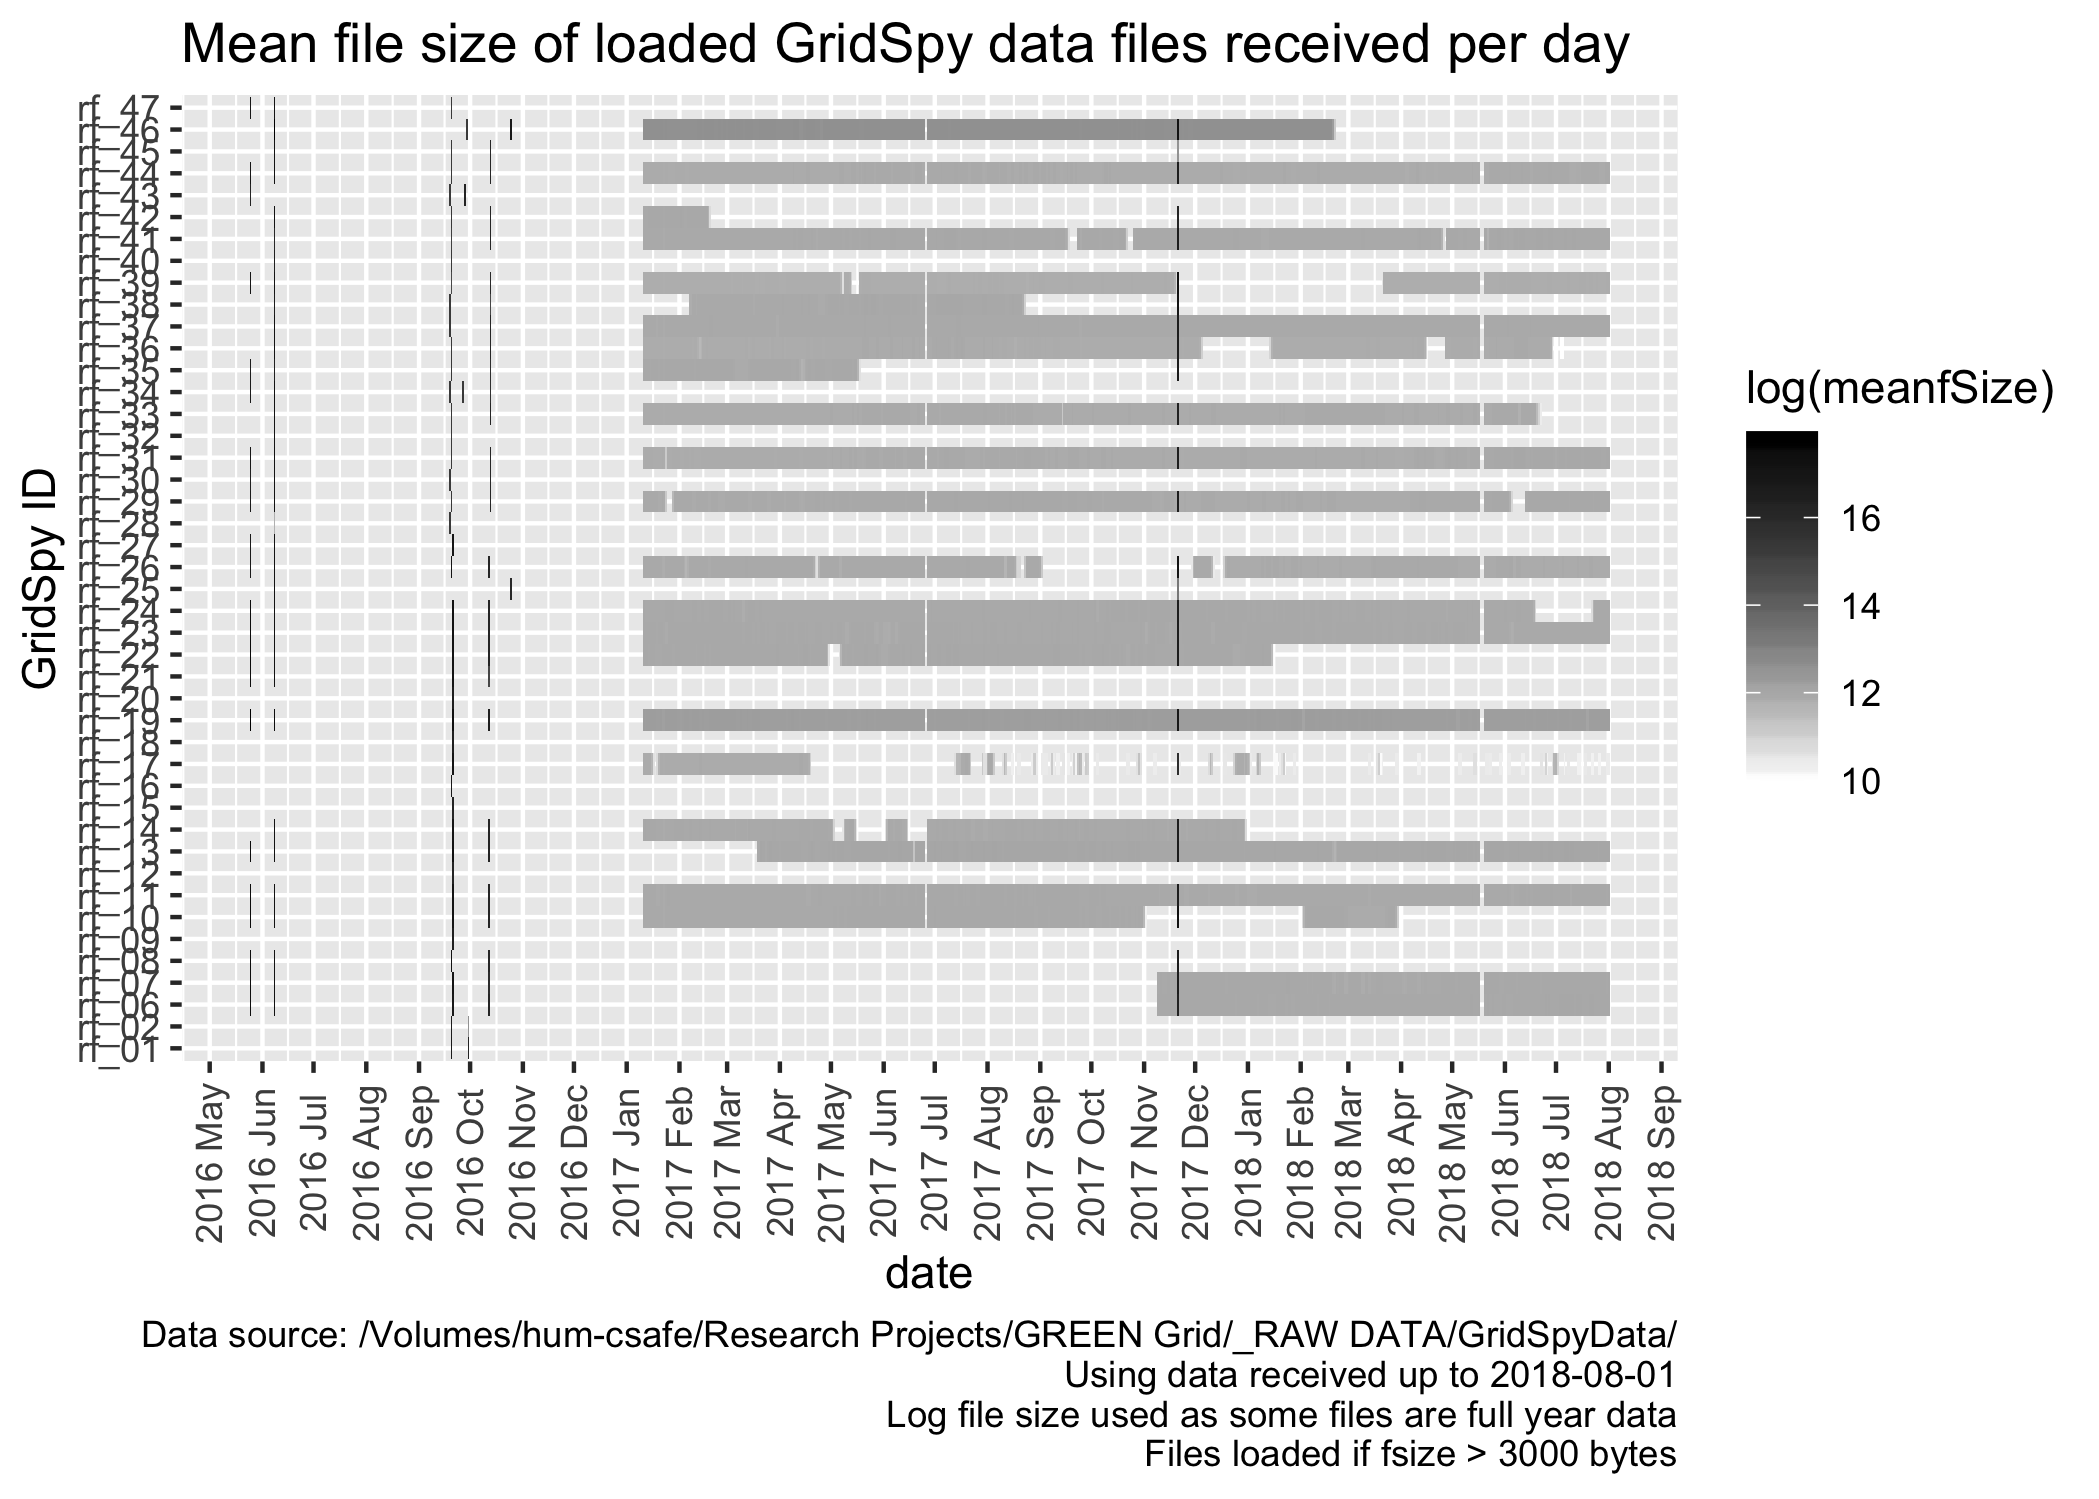 Mean file size of loaded GridSpy data files received per day
GridSpy ID
rf_47
rf_46
rf_45
rf_44
rf_43
rf_42
rf_41
rf_40
rf_39
rf_38
rf_37
rf_36
rf_35
rf_34
rf_33
rf_32
rf_31
rf_30
rf_29
rf_28
rf_27
rf_26
rf_25
rf_24
rf_23
rf_22
rf_21
rf_20
rf_19
rf_18
rf_17
rf_16
rf_15
rf_14
rf_13
rf_12
rf_11
rf_10
rf_09
rf_08
rf_07
rf_06
rf_02
rf_01
2016 May
2016 Jun
2016 Jul
2016 Aug
2016 Sep
2016 Oct
2016 Nov
2016 Dec
2017 Jan
2017 Feb
2017 Mar
2017 Apr
2017 May
2017 Jun
2017 Jul
2017 Aug
2017 Sep
2017 Oct
2017 Nov
2017 Dec
2018 Jan
2018 Feb
2018 Mar
2018 Apr
2018 May
2018 Jun
2018 Jul
2018 Aug
2018 Sep
date
log(meanfSize)
16
14
12
10
Data source: /Volumes/hum-csafe/Research Projects/GREEN Grid/_RAW DATA/GridSpyData/
Using data received up to 2018-08-01
Log file size used as some files are full year data
Files loaded if fsize > 3000 bytes